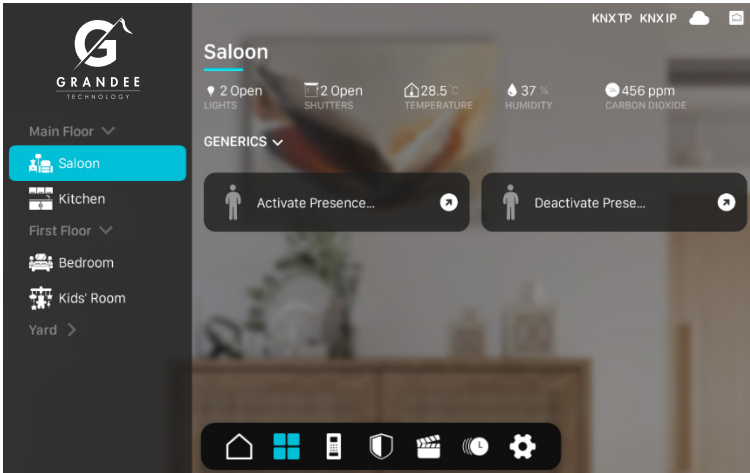 KNX TP KNX IP
GRANDEE
TECHNOLOGY
Main Floor
Saloon
Kitchen
First Floor
Bedroom
Kids' Room
Yard
Saloon
2 Open
LIGHTS
2 Open
SHUTTERS
28.5 °C
TEMPERATURE
37 %
HUMIDITY
456 ppm
CARBON DIOXIDE
GENERICS
Activate Presence...
Deactivate Prese...